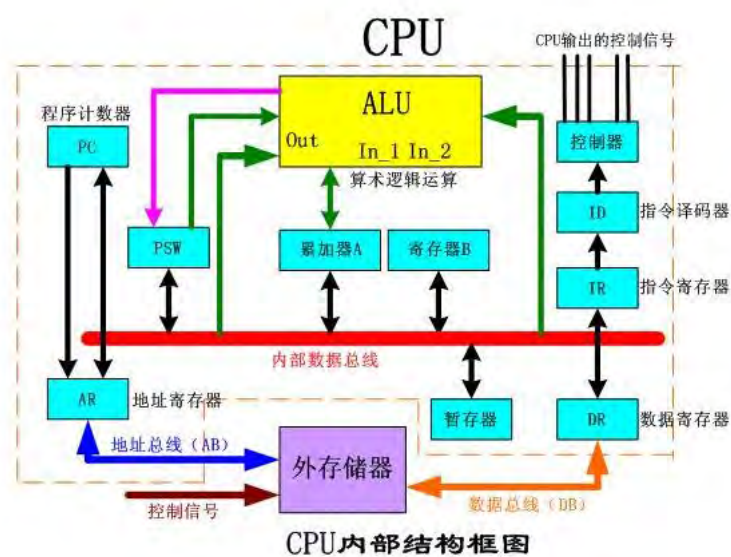 CPU
CPU输出的控制信号
程序计数器
PC
ALU
Out
In_1 In_2
算术逻辑运算
控制器
ID
指令译码器
PSW
累加器A
寄存器B
IR
指令寄存器
内部数据总线
AR
地址寄存器
暂存器
DR
数据寄存器
地址总线（AB）
外存储器
数据总线（DB）
控制信号
CPU内部结构框图